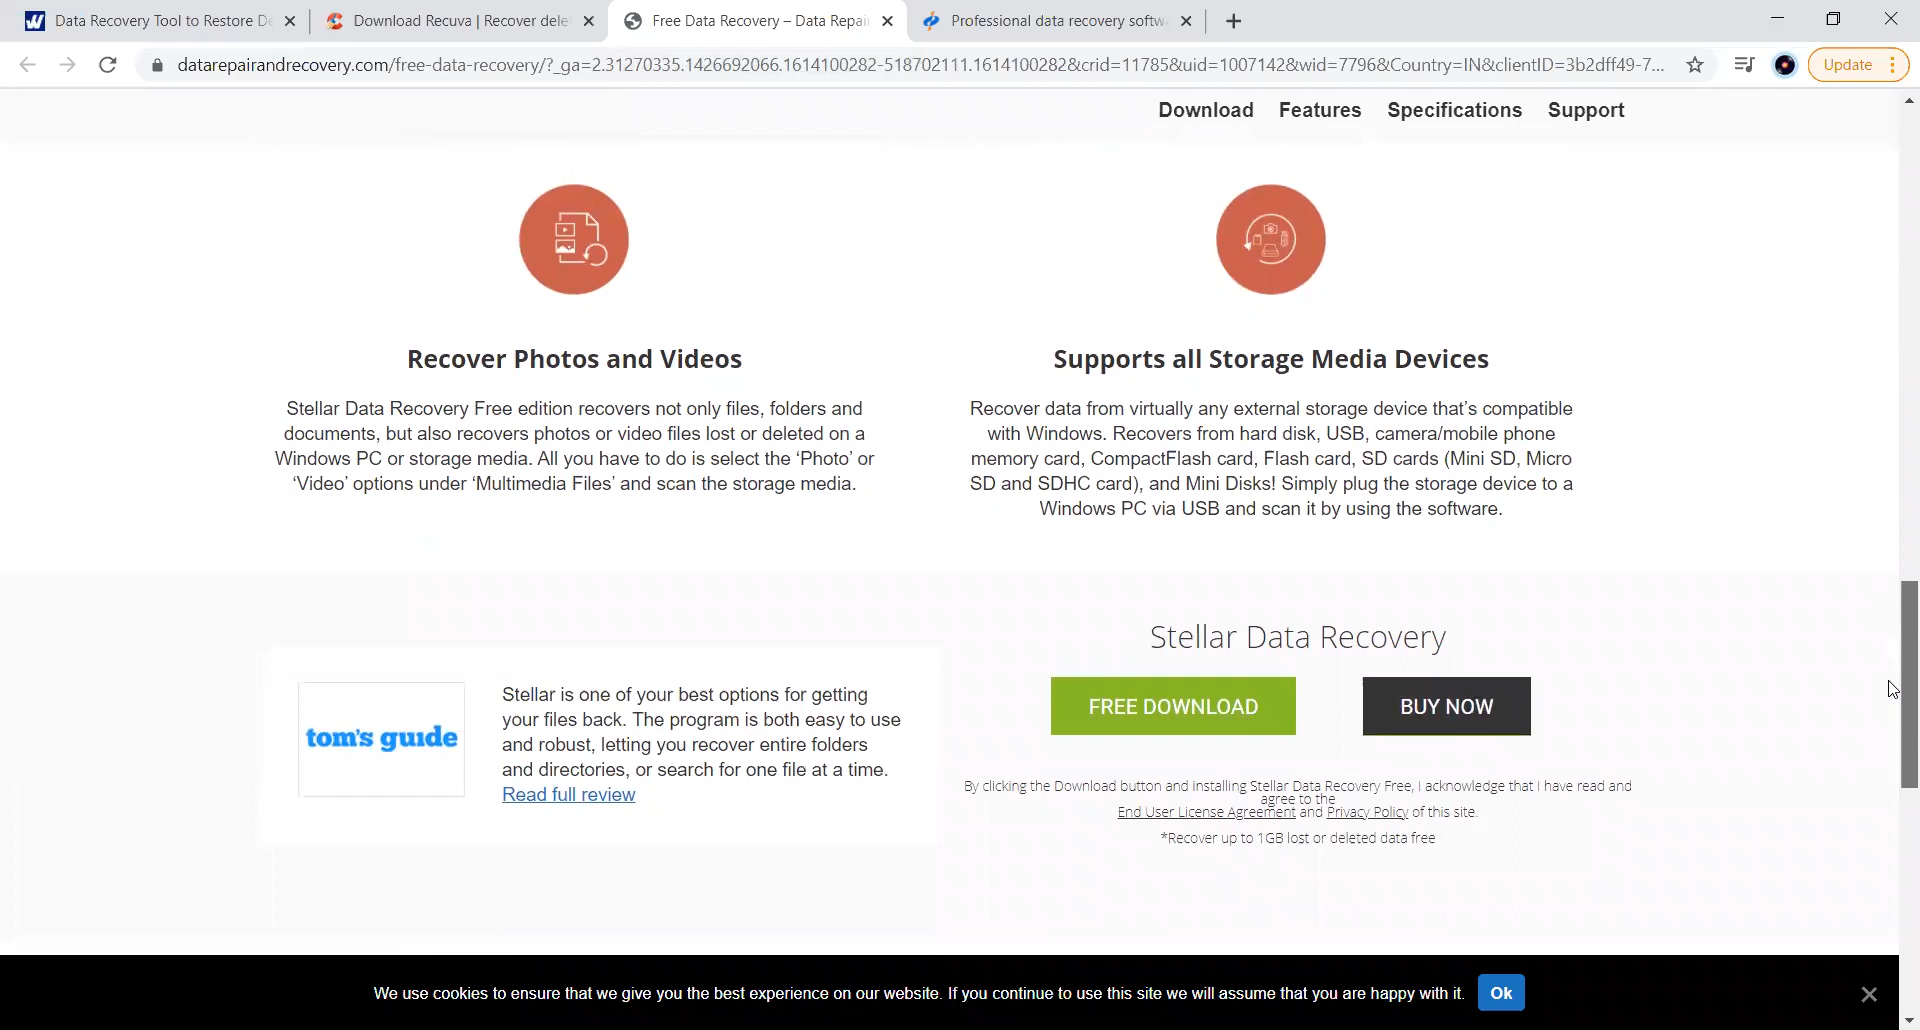 Data Recovery Tool to Restore De
Download Recuva | Recover dele
Free Data Recovery – Data Repai
Professional data recovery softw
datarepairandrecovery.com/free-data-recovery/?_ga=2.31270335.1426692066.1614100282-518702111.1614100282&crid=11785&uid=1007142&wid=7796&Country=IN&clientID=3b2dff49-7...
Update
Download Features Specifications Support
Recover Photos and Videos
Stellar Data Recovery Free edition recovers not only files, folders and
documents, but also recovers photos or video files lost or deleted on a
Windows PC or storage media. All you have to do is select the ‘Photo’ or
‘Video’ options under ‘Multimedia Files’ and scan the storage media.
Supports all Storage Media Devices
Recover data from virtually any external storage device that’s compatible
with Windows. Recovers from hard disk, USB, camera/mobile phone
memory card, CompactFlash card, Flash card, SD cards (Mini SD, Micro
SD and SDHC card), and Mini Disks! Simply plug the storage device to a
Windows PC via USB and scan it by using the software.
tom's guide
Stellar is one of your best options for getting
your files back. The program is both easy to use
and robust, letting you recover entire folders
and directories, or search for one file at a time.
Read full review
Stellar Data Recovery
FREE DOWNLOAD BUY NOW
By clicking the Download button and installing Stellar Data Recovery Free, I acknowledge that I have read and
agree to the
End User License Agreement and Privacy Policy of this site.
*Recover up to 1GB lost or deleted data free
We use cookies to ensure that we give you the best experience on our website. If you continue to use this site we will assume that you are happy with it. Ok